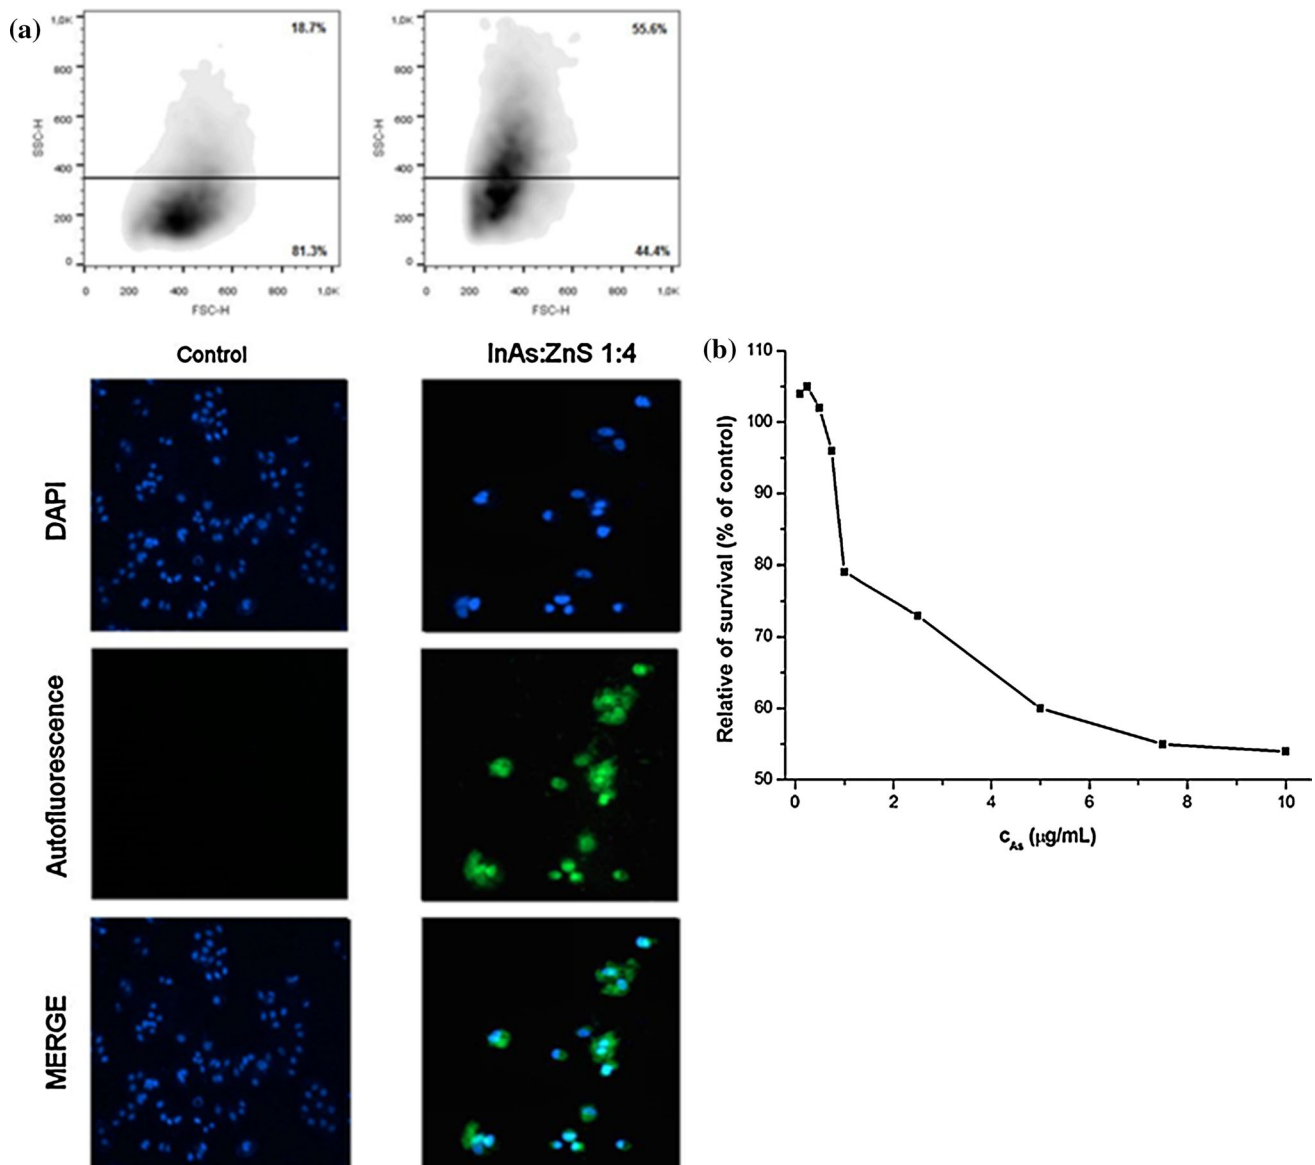 (a)
1,0K
800
600
400
200
0
SSC-H
18.7%
81.3%
0 200 400 600 800 1,0K
FSC-H
1,0K
800
600
400
200
0
SSC-H
55.6%
44.4%
0 200 400 600 800 1,0K
FSC-H
Control
InAs:ZnS 1:4
DAPI
Autofluorescence
MERGE
(b)
110
100
90
80
70
60
50
Relative of survival (% of control)
0 2 4 6 8 10
cAs (µg/mL)